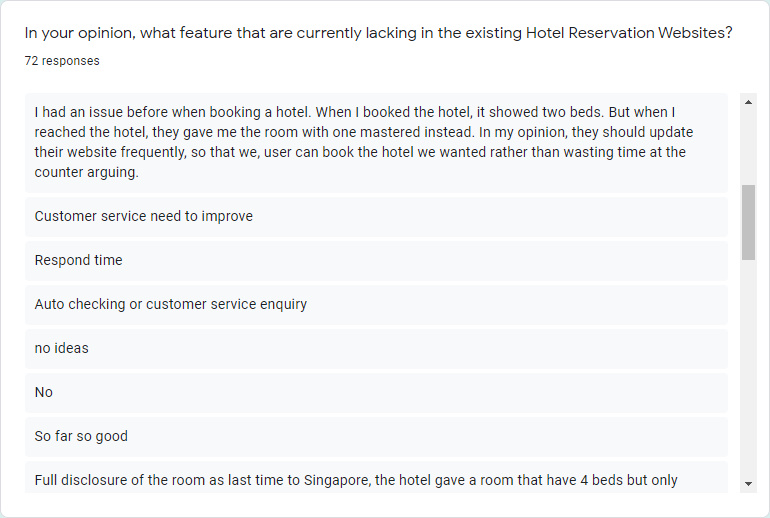 In your opinion, what feature that are currently lacking in the existing Hotel Reservation Websites?
72 responses
I had an issue before when booking a hotel. When I booked the hotel, it showed two beds. But when I
reached the hotel, they gave me the room with one mastered instead. In my opinion, they should update
their website frequently, so that we, user can book the hotel we wanted rather than wasting time at the
counter arguing.
Customer service need to improve
Respond time
Auto checking or customer service enquiry
no ideas
No
So far so good
Full disclosure of the room as last time to Singapore, the hotel gave a room that have 4 beds but only